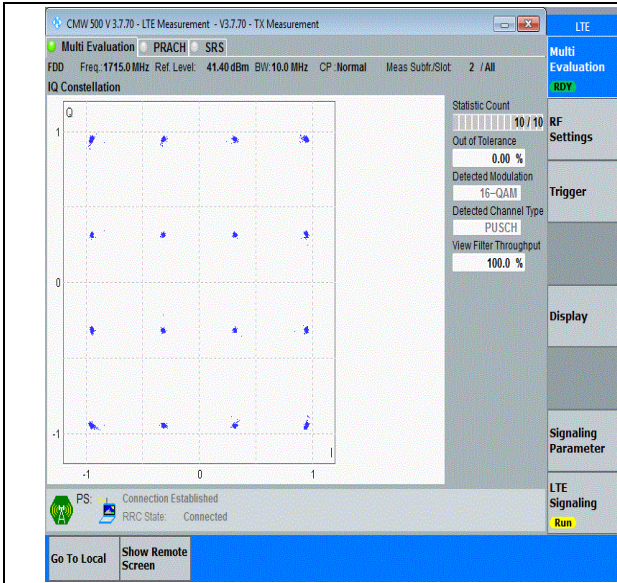 CMW 500 V 3.7.70 - LTE Measurement  - V3.7.70 - TX Measurement
LTE
Multi Evaluation PRACH SRS
FDD Freq.:1715.0 MHz Ref. Level: 41.40 dBm BW:10.0 MHz CP :Normal Meas Subfr./Slot: 2 / All
IQ Constellation
Q
1
0
-1
-1 0 1
I
Statistic Count
10 / 10
Out of Tolerance
0.00 %
Detected Modulation
16-QAM
Detected Channel Type
PUSCH
View Filter Throughput
100.0 %
Multi
Evaluation
RDY
RF
Settings
Trigger
Display
Signaling
Parameter
LTE
Signaling
Run
PS: Connection Established
RRC State: Connected
Go To Local
Show Remote
Screen